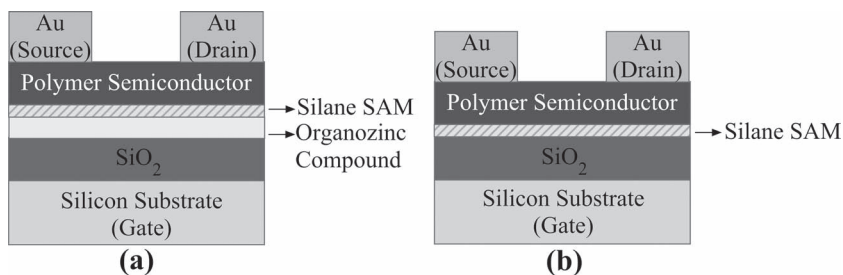 Au
(Source)
Au
(Drain)
Polymer Semiconductor
Silane SAM
Organozinc
Compound
SiO2
Silicon Substrate
(Gate)
(a)
Au
(Source)
Au
(Drain)
Polymer Semiconductor
Silane SAM
SiO2
Silicon Substrate
(Gate)
(b)